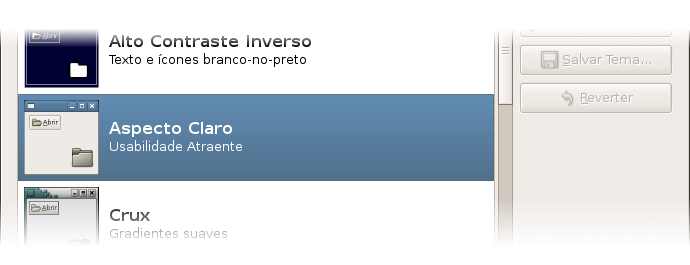 Abrir
Alto Contraste Inverso
Texto e ícones branco-no-preto
Abrir
Aspecto Claro
Usabilidade Atraente
Abrir
Crux
Gradientes suaves
Salvar Tema...
Reverter